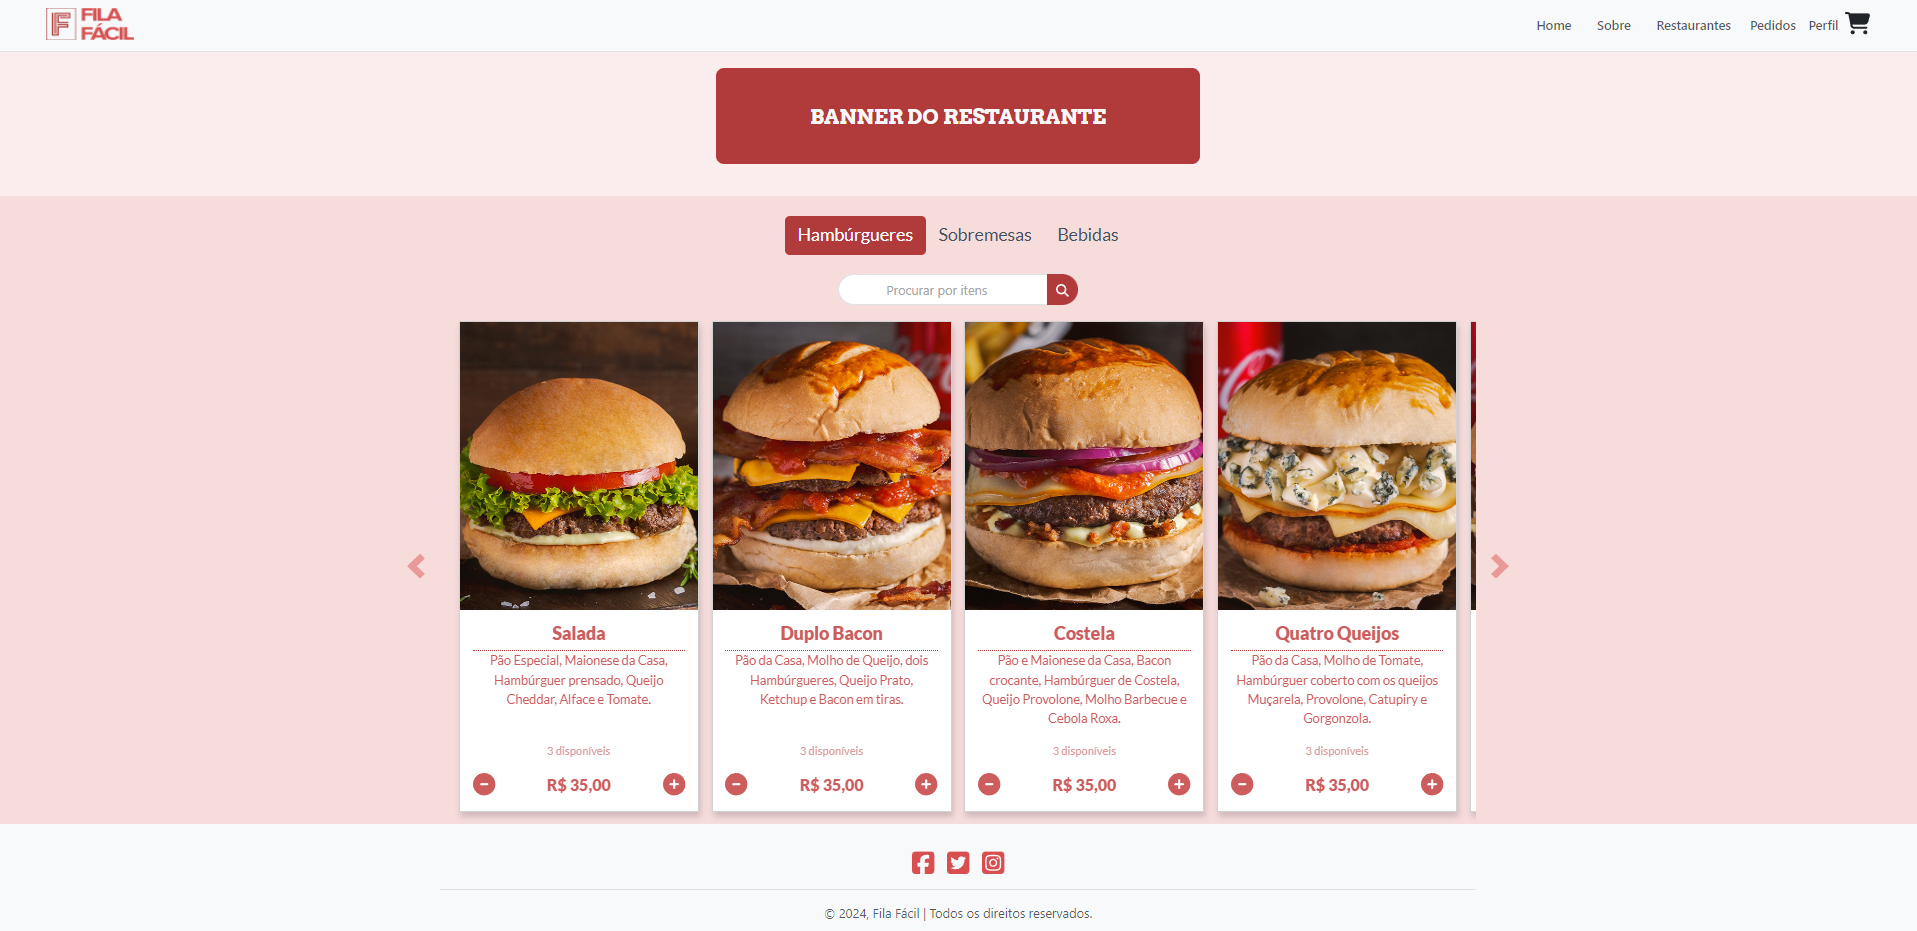 FILA
FÁCIL
Home Sobre Restaurantes Pedidos Perfil
BANNER DO RESTAURANTE
Hambúrgueres Sobremesas Bebidas
Procurar por itens
Salada
Pão Especial, Maionese da Casa,
Hambúrguer prensado, Queijo
Cheddar, Alface e Tomate.
3 disponíveis
R$ 35,00
Duplo Bacon
Pão da Casa, Molho de Queijo, dois
Hambúrgueres, Queijo Prato,
Ketchup e Bacon em tiras.
3 disponíveis
R$ 35,00
Costela
Pão e Maionese da Casa, Bacon
crocante, Hambúrguer de Costela,
Queijo Provolone, Molho Barbecue e
Cebola Roxa.
3 disponíveis
R$ 35,00
Quatro Queijos
Pão da Casa, Molho de Tomate,
Hambúrguer coberto com os queijos
Muçarela, Provolone, Catupiry e
Gorgonzola.
3 disponíveis
R$ 35,00
© 2024, Fila Fácil | Todos os direitos reservados.